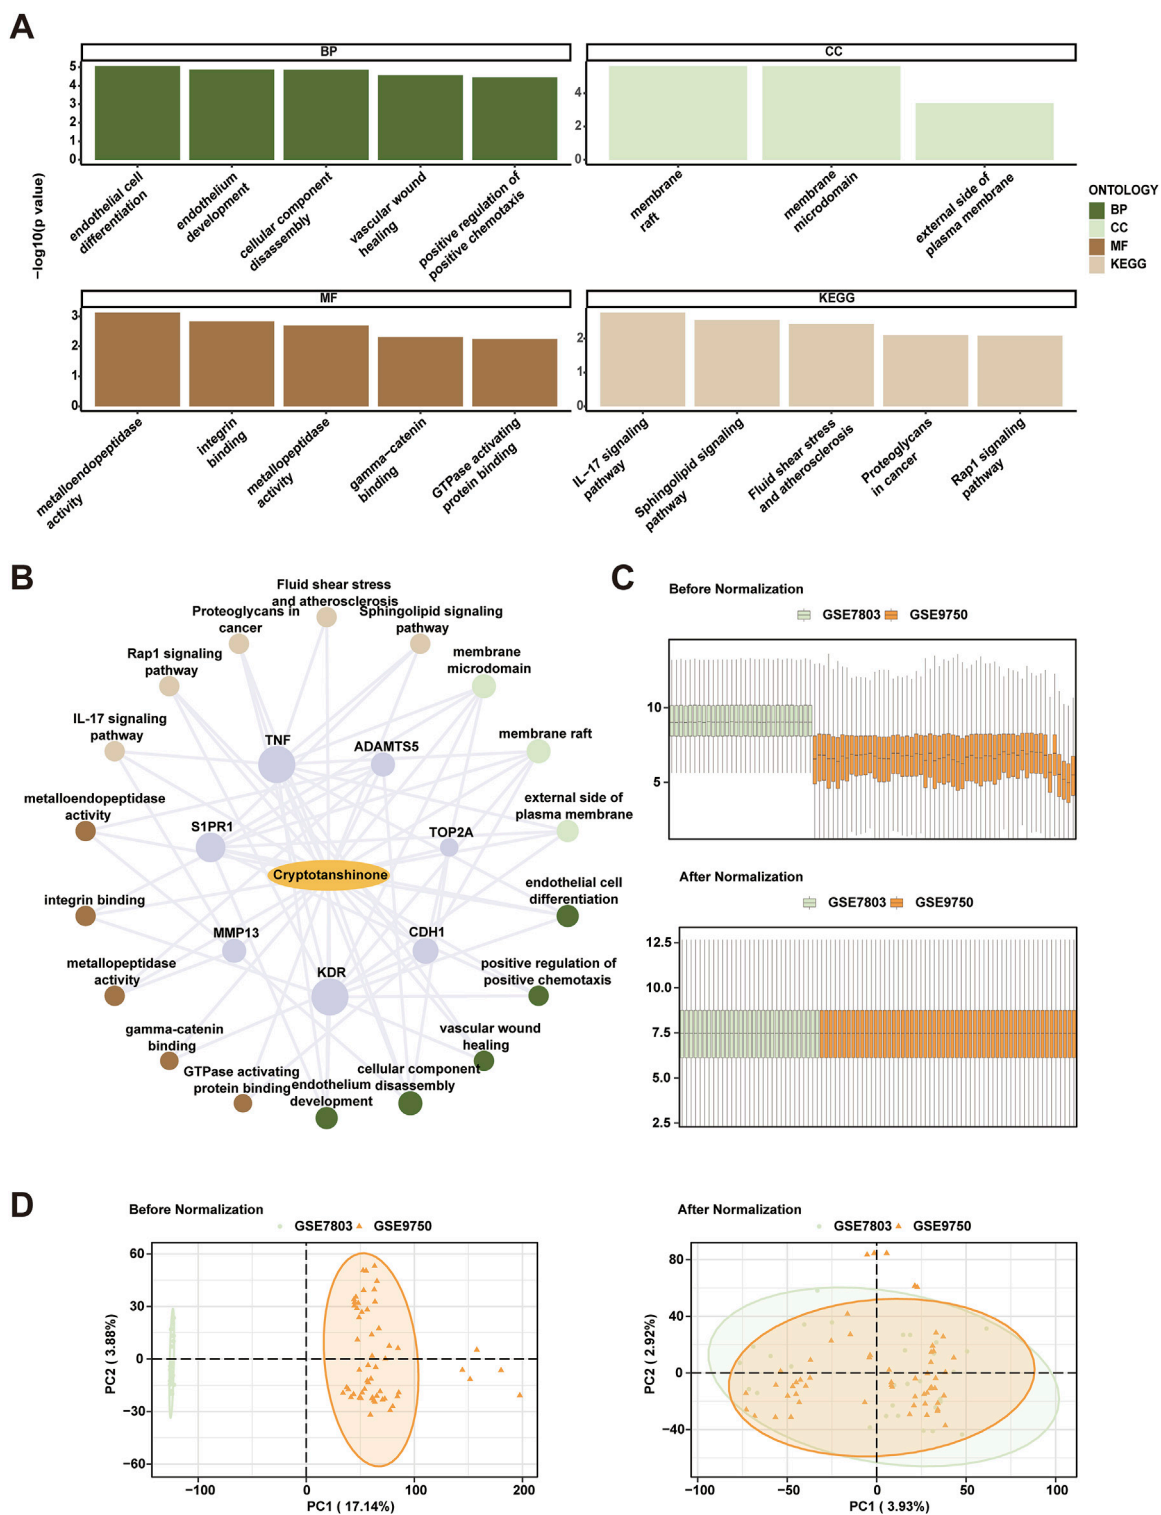 A
BP
CC
−log10(p value)
5
4
3
2
1
0
4
2
0
endothelial cell
differentiation
endothelium
development
cellular component
disassembly
vascular wound
healing
positive regulation of
positive chemotaxis
membrane
raft
membrane
microdomain
external side of
plasma membrane
ONTOLOGY
BP
CC
MF
KEGG
MF
KEGG
3
2
1
0
2
1
0
metalloendopeptidase
activity
integrin
binding
metallopeptidase
activity
gamma−catenin
binding
GTPase activating
protein binding
IL−17 signaling
pathway
Sphingolipid signaling
pathway
Fluid shear stress
and atherosclerosis
Proteoglycans
in cancer
Rap1 signaling
pathway
B
Fluid shear stress
and atherosclerosis
Proteoglycans in
cancer
Sphingolipid signaling
pathway
Rap1 signaling
pathway
membrane
microdomain
IL-17 signaling
pathway
membrane raft
TNF
ADAMTS5
metalloendopeptidase
activity
external side of
plasma membrane
S1PR1
TOP2A
Cryptotanshinone
integrin binding
endothelial cell
differentiation
MMP13
CDH1
metallopeptidase
activity
KDR
positive regulation of
positive chemotaxis
gamma-catenin
binding
vascular wound
healing
GTPase activating
protein binding
endothelium
development
cellular component
disassembly
C
Before Normalization
GSE7803 GSE9750
10
5
After Normalization
GSE7803 GSE9750
12.5
10.0
7.5
5.0
2.5
D
Before Normalization
GSE7803 GSE9750
PC2 ( 3.88%)
60
30
0
−30
−60
−100 0 100 200
PC1 ( 17.14%)
After Normalization
GSE7803 GSE9750
PC2 ( 2.92%)
80
40
0
−40
−100 −50 0 50 100
PC1 ( 3.93%)